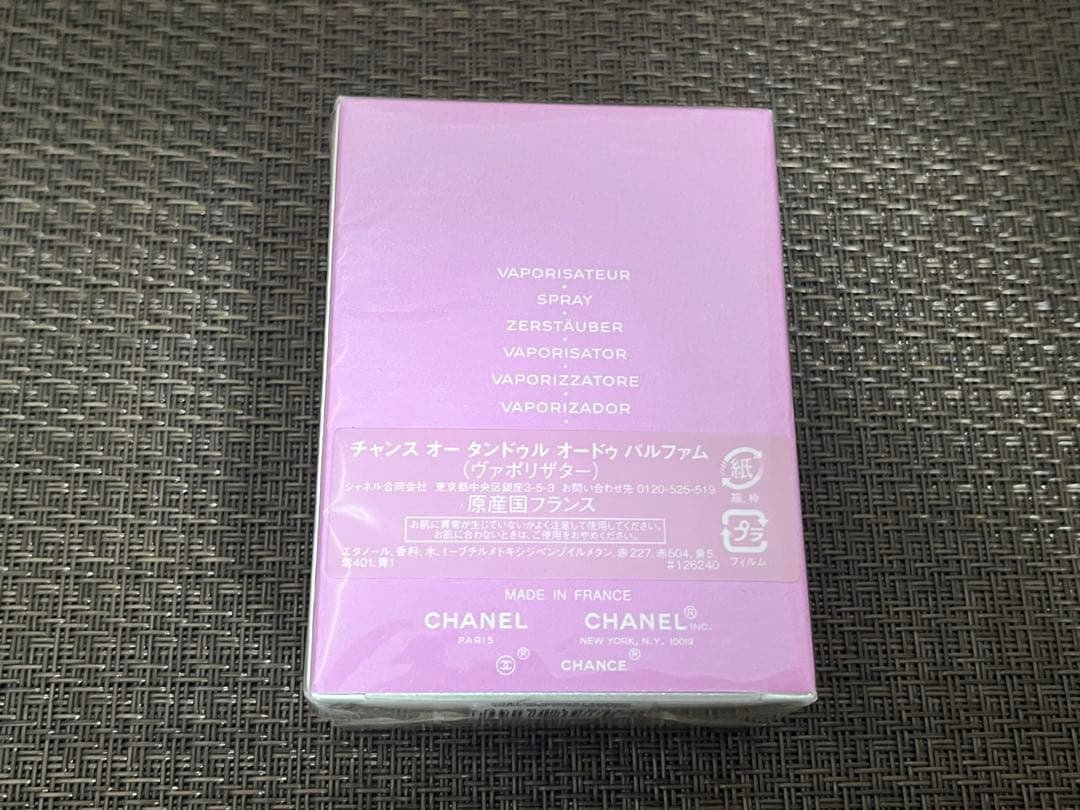 VAPORISATEUR
SPRAY
ZERSTÄUBER
VAPORISATOR
VAPORIZZATORE
VAPORIZADOR
チャンス オー タンドゥル オードゥ パルファム
(ヴァポリザター)
シャネル合同会社 東京都中央区銀座3-5-3 お問い合わせ先 0120-525-519
原産国フランス
お肌に異常が生じていないかよく注意して使用してください。
お肌に合わないときは、ご使用をおやめください。
エタノール, 香料, 水, t-ブチルメトキシジベンゾイルメタン, 赤227, 赤504, 黄5,
紫401, 青1 #126240
紙
箱、枠
プラ
フィルム
MADE IN FRANCE
CHANEL CHANEL® INC.
PARIS NEW YORK, N.Y. 10019
® CHANCE®